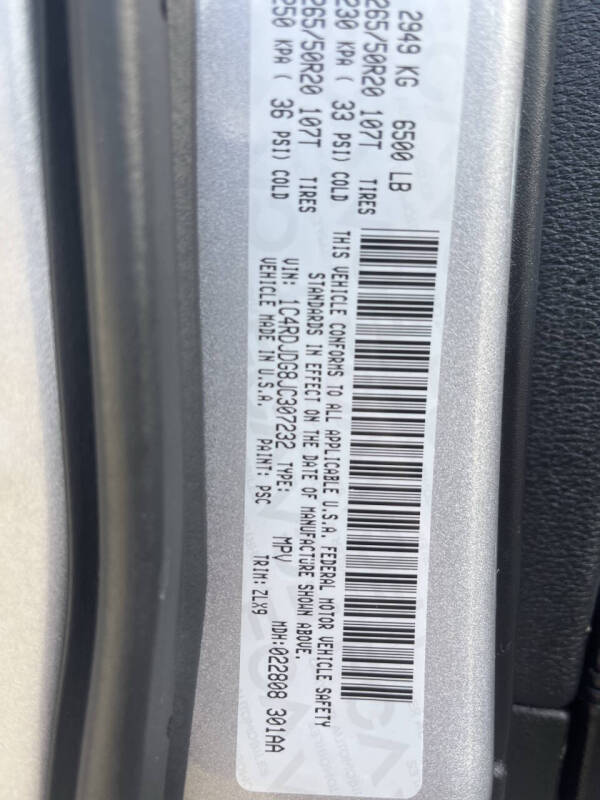 2949 KG 6500 LB
265/50R20 107T TIRES
230 KPA ( 33 PSI) COLD
265/50R20 107T TIRES
250 KPA ( 36 PSI) COLD
THIS VEHICLE CONFORMS TO ALL APPLICABLE U.S.A. FEDERAL MOTOR VEHICLE SAFETY
STANDARDS IN EFFECT ON THE DATE OF MANUFACTURE SHOWN ABOVE.
VIN: 1C4RDJDG8JC307232 TYPE: MPV MDH:022808 301AA
VEHICLE MADE IN U.S.A. PAINT: PSC TRIM: ZLX9